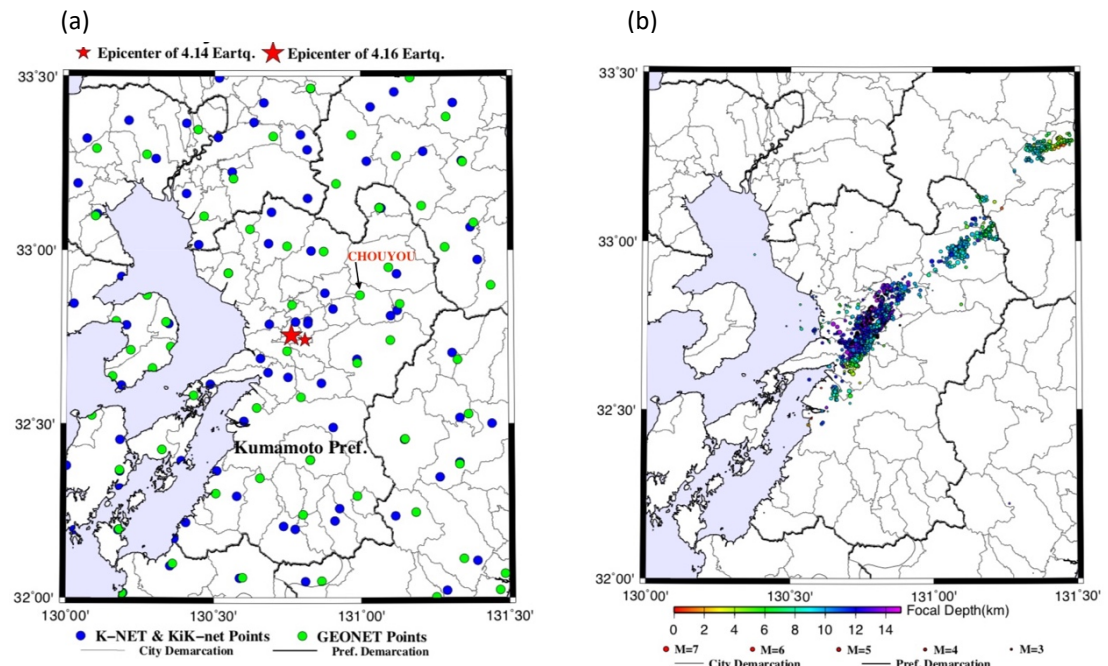 (a)
(b)
Epicenter of 4.14 Eartq.
Epicenter of 4.16 Eartq.
33˚30'
33˚00'
32˚30'
32˚00'
130˚00'
130˚30'
131˚00'
131˚30'
CHOUYOU
Kumamoto Pref.
K-NET & KiK-net Points
GEONET Points
City Demarcation
Pref. Demarcation
33˚30'
33˚00'
32˚30'
32˚00'
130˚00'
130˚30'
131˚00'
131˚30'
Focal Depth(km)
0 2 4 6 8 10 12 14
M=7 M=6 M=5 M=4 M=3
City Demarcation
Pref. Demarcation